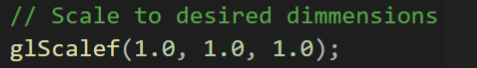 // Scale to desired dimmensions
glScalef(1.0, 1.0, 1.0);